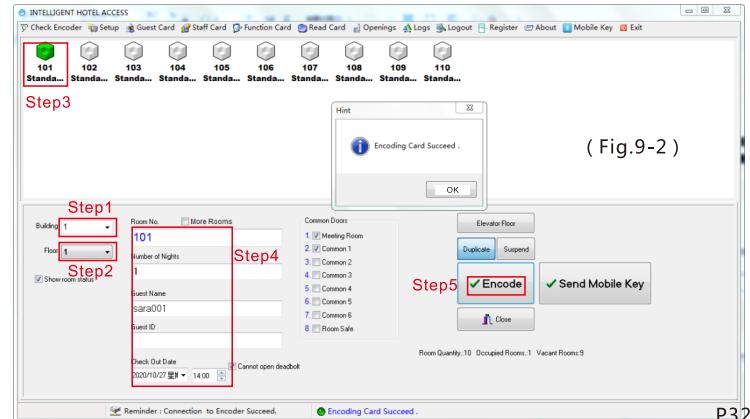 INTELLIGENT HOTEL ACCESS
Check Encoder Setup Guest Card Staff Card Function Card Read Card Openings Logs Logout Register About Mobile Key Exit
101 102 103 104 105 106 107 108 109 110
Standa... Standa... Standa... Standa... Standa... Standa... Standa... Standa... Standa... Standa...
Step3
Hint
Encoding Card Succeed .
OK
( Fig.9-2 )
Step1
Building 1
Floor 1
Step2
Show room status
Room No. More Rooms
101
Number of Nights
1
Step4
Guest Name
sara001
Guest ID
Check Out Date
2020/10/27 14:00
Cannot open deadbolt
Common Doors
1. Meeting Room
2. Common 1
3. Common 2
4. Common 3
5. Common 4
6. Common 5
7. Common 6
8. Room Safe
Elevator Floor
Duplicate Suspend
Step5
Encode Send Mobile Key
Close
Room Quantity.:10 Occupied Rooms.:1 Vacant Rooms:9
Reminder : Connection to Encoder Succeed. Encoding Card Succeed .
P32